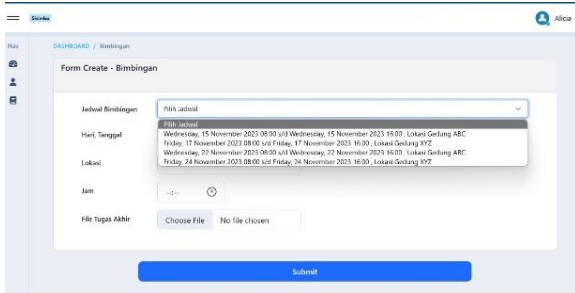 Sisinba
Alicia
Nav
DASHBOARD / Bimbingan
Form Create - Bimbingan
Jadwal Bimbingan
Pilih Jadwal
Pilih Jadwal
Wednesday, 15 November 2023 08:00 s/d Wednesday, 15 November 2023 16:00 , Lokasi Gedung ABC
Hari, Tanggal
Friday, 17 November 2023 08:00 s/d Friday, 17 November 2023 16:00 , Lokasi Gedung XYZ
Wednesday, 22 November 2023 08:00 s/d Wednesday, 22 November 2023 16:00 , Lokasi Gedung ABC
Lokasi
Friday, 24 November 2023 08:00 s/d Friday, 24 November 2023 16:00 , Lokasi Gedung XYZ
Jam
--:--
File Tugas Akhir
Choose File No file chosen
Submit